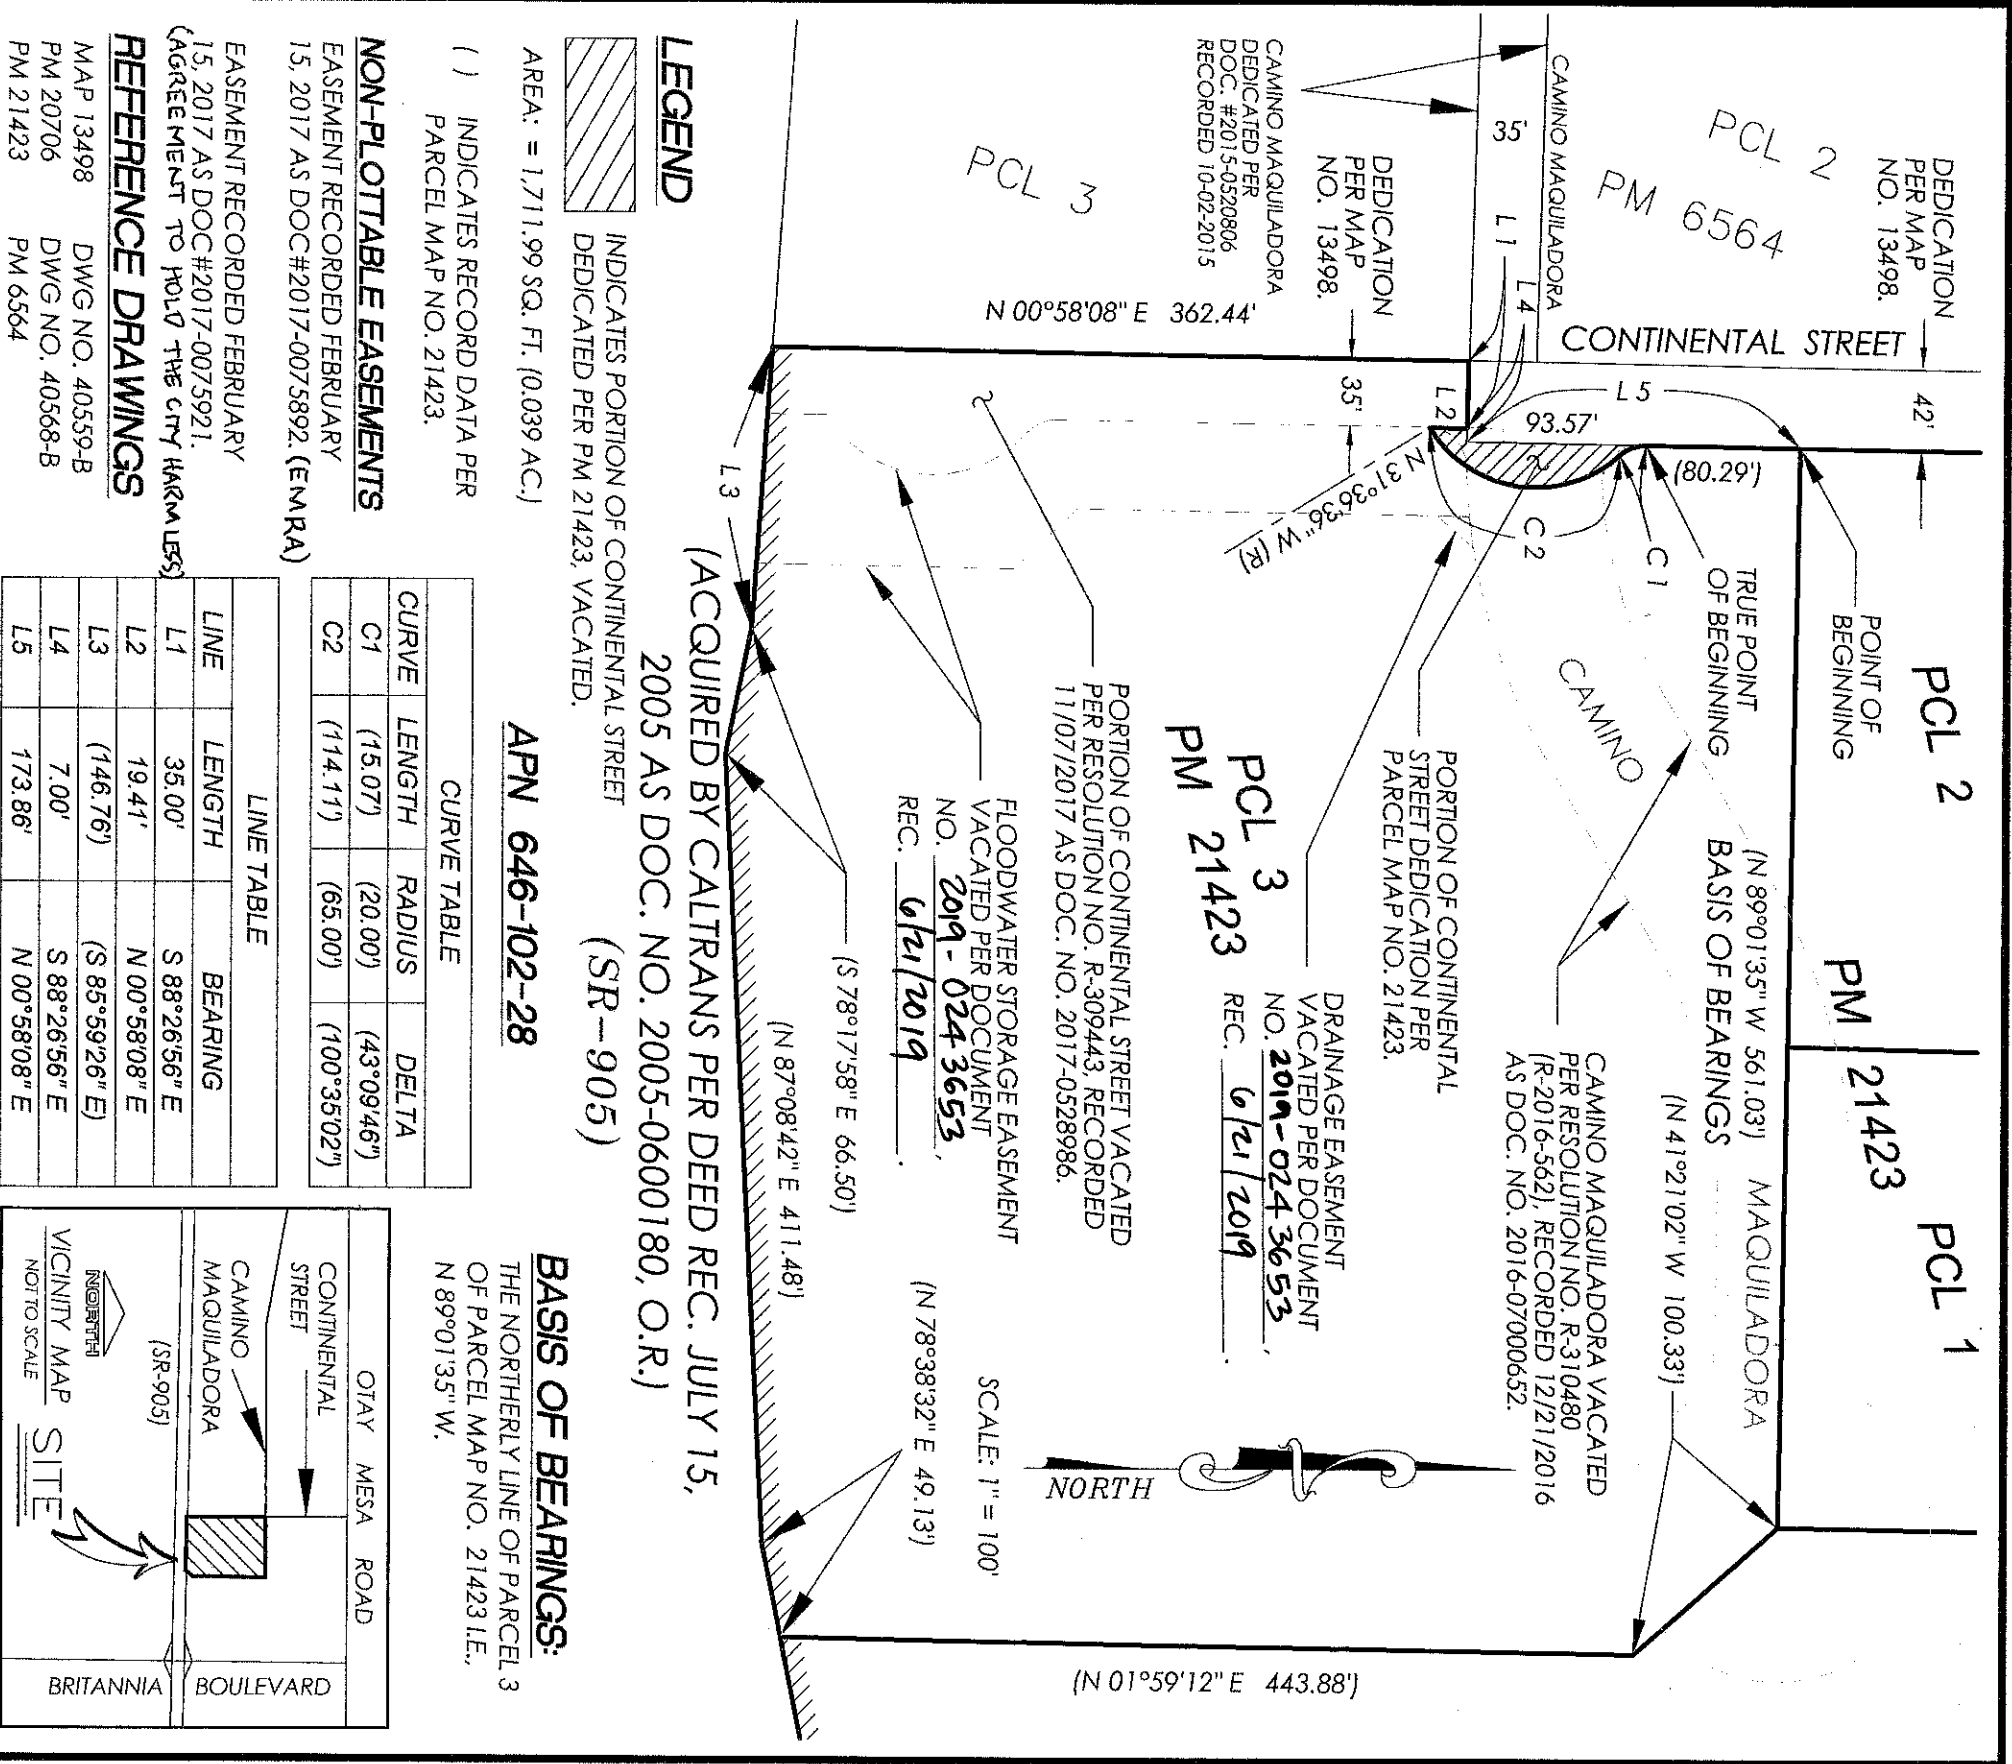 DEDICATION
PER MAP
NO. 13498.
PCL 2
PM 6564
CAMINO MAQUILADORA
35'
L 1
L 4
CAMINO MAQUILADORA
DEDICATED PER
DOC. #2015-0520806
RECORDED 10-02-2015
DEDICATION
PER MAP
NO. 13498.
PCL 3
CONTINENTAL STREET
N 00°58'08" E 362.44'
42'
L 5
93.57'
(80.29')
L 2
35'
N 31°36'36" W (R)
C 2
C 1
L 3
POINT OF
BEGINNING
TRUE POINT
OF BEGINNING
PCL 2
PM 21423
PCL 1
(N 89°01'35" W 561.03')
BASIS OF BEARINGS
CAMINO
MAQUILADORA
(N 41°21'02" W 100.33')
CAMINO MAQUILADORA VACATED
PER RESOLUTION NO. R-310480
(R-2016-562), RECORDED 12/21/2016
AS DOC. NO. 2016-07000652.
PORTION OF CONTINENTAL
STREET DEDICATION PER
PARCEL MAP NO. 21423.
DRAINAGE EASEMENT
VACATED PER DOCUMENT
NO. 2019-0243653,
REC. 6/21/2019.
PCL 3
PM 21423
PORTION OF CONTINENTAL STREET VACATED
PER RESOLUTION NO. R-309443, RECORDED
11/07/2017 AS DOC. NO. 2017-0528986.
FLOODWATER STORAGE EASEMENT
VACATED PER DOCUMENT
NO. 2019-0243653,
REC. 6/21/2019.
(S 78°17'58" E 66.50')
(N 87°08'42" E 411.48')
(N 78°38'32" E 49.13')
SCALE: 1" = 100'
NORTH
(N 01°59'12" E 443.88')
(ACQUIRED BY CALTRANS PER DEED REC. JULY 15,
2005 AS DOC. NO. 2005-0600180, O.R.)
(SR-905)
APN 646-102-28
LEGEND
INDICATES PORTION OF CONTINENTAL STREET
DEDICATED PER PM 21423, VACATED.
AREA: = 1,711.99 SQ. FT. (0.039 AC.)
( ) INDICATES RECORD DATA PER
PARCEL MAP NO. 21423.
NON-PLOTTABLE EASEMENTS
EASEMENT RECORDED FEBRUARY
15, 2017 AS DOC#2017-0075892. (EMRA)
EASEMENT RECORDED FEBRUARY
15, 2017 AS DOC#2017-0075921.
(AGREEMENT TO HOLD THE CITY HARMLESS)
REFERENCE DRAWINGS
MAP 13498 DWG NO. 40559-B
PM 20706 DWG NO. 40568-B
PM 21423 PM 6564
CURVE TABLE
CURVE LENGTH RADIUS DELTA
C1 (15.07') (20.00') (43°09'46")
C2 (114.11') (65.00') (100°35'02")
LINE TABLE
LINE LENGTH BEARING
L1 35.00' S 88°26'56" E
L2 19.41' N 00°58'08" E
L3 (146.76') (S 85°59'26" E)
L4 7.00' S 88°26'56" E
L5 173.86' N 00°58'08" E
BASIS OF BEARINGS:
THE NORTHERLY LINE OF PARCEL 3
OF PARCEL MAP NO. 21423 I.E.,
N 89°01'35" W.
OTAY MESA ROAD
CONTINENTAL
STREET
CAMINO
MAQUILADORA
(SR-905)
NORTH
VICINITY MAP
NOT TO SCALE
SITE
BRITANNIA BOULEVARD